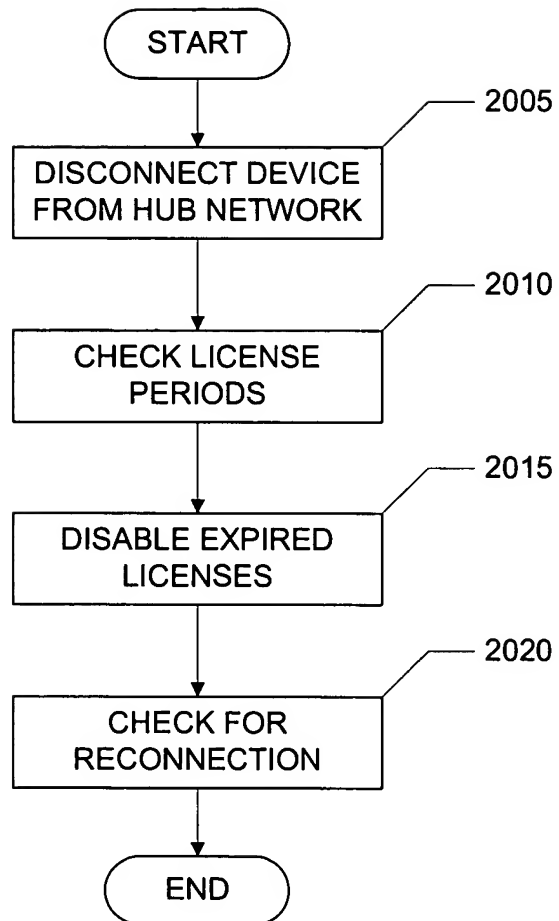 START
2005
DISCONNECT DEVICE
FROM HUB NETWORK
2010
CHECK LICENSE
PERIODS
2015
DISABLE EXPIRED
LICENSES
2020
CHECK FOR
RECONNECTION
END